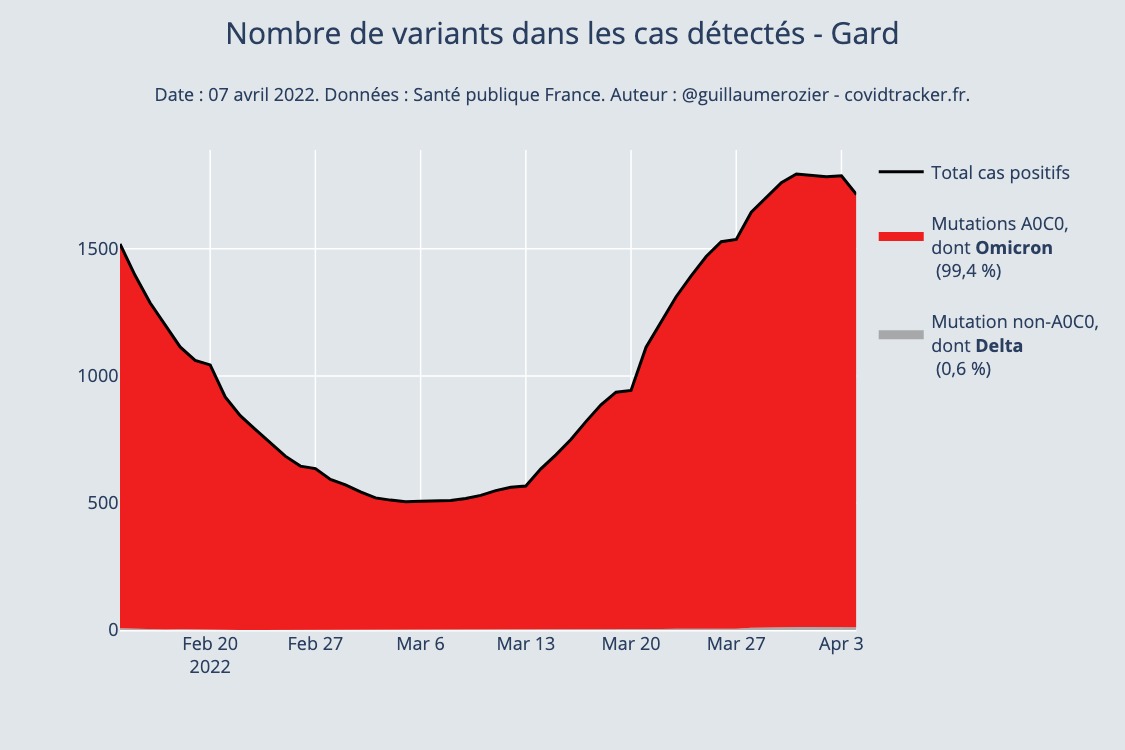 Nombre de variants dans les cas détectés - Gard
Date : 07 avril 2022. Données : Santé publique France. Auteur : @guillaumerozier - covidtracker.fr.
Total cas positifs
Mutations A0C0,
dont Omicron
(99,4 %)
Mutation non-A0C0,
dont Delta
(0,6 %)
1500
1000
500
0
Feb 20
2022
Feb 27
Mar 6
Mar 13
Mar 20
Mar 27
Apr 3